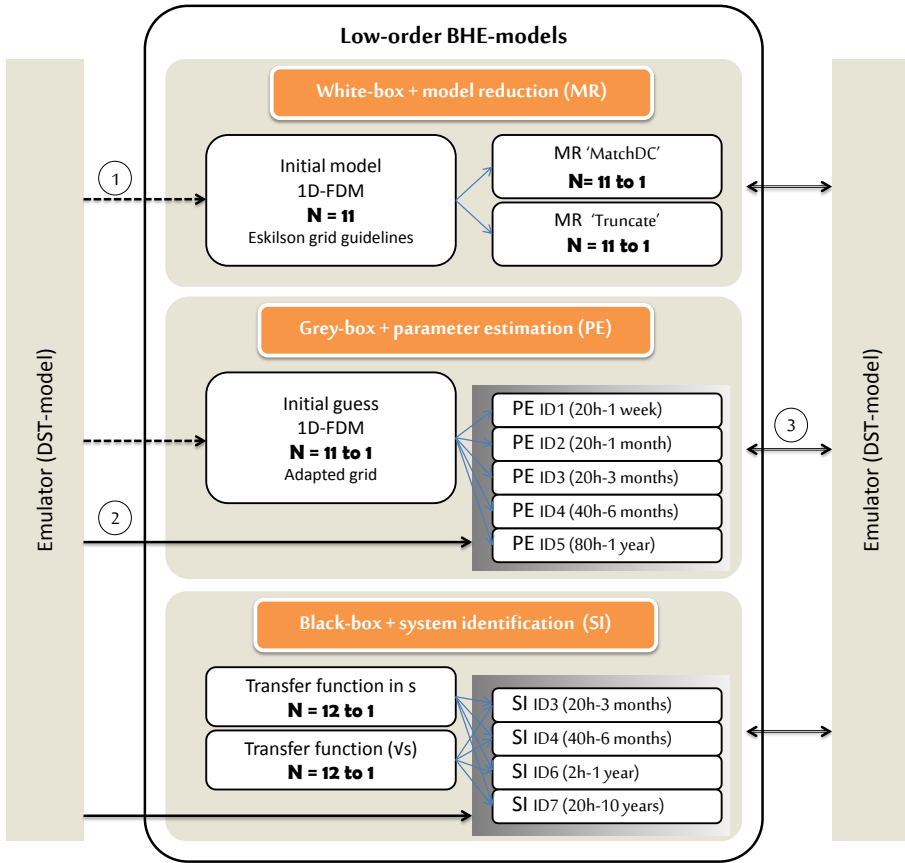 Low-order BHE-models
Emulator (DST-model)
White-box + model reduction (MR)
1
Initial model
1D-FDM
N = 11
Eskilson grid guidelines
MR 'MatchDC'
N= 11 to 1
MR 'Truncate'
N = 11 to 1
Grey-box + parameter estimation (PE)
Initial guess
1D-FDM
N = 11 to 1
Adapted grid
PE ID1 (20h-1 week)
PE ID2 (20h-1 month)
PE ID3 (20h-3 months)
PE ID4 (40h-6 months)
PE ID5 (80h-1 year)
2
3
Black-box + system identification (SI)
Transfer function in s
N = 12 to 1
Transfer function (√s)
N = 12 to 1
SI ID3 (20h-3 months)
SI ID4 (40h-6 months)
SI ID6 (2h-1 year)
SI ID7 (20h-10 years)
Emulator (DST-model)